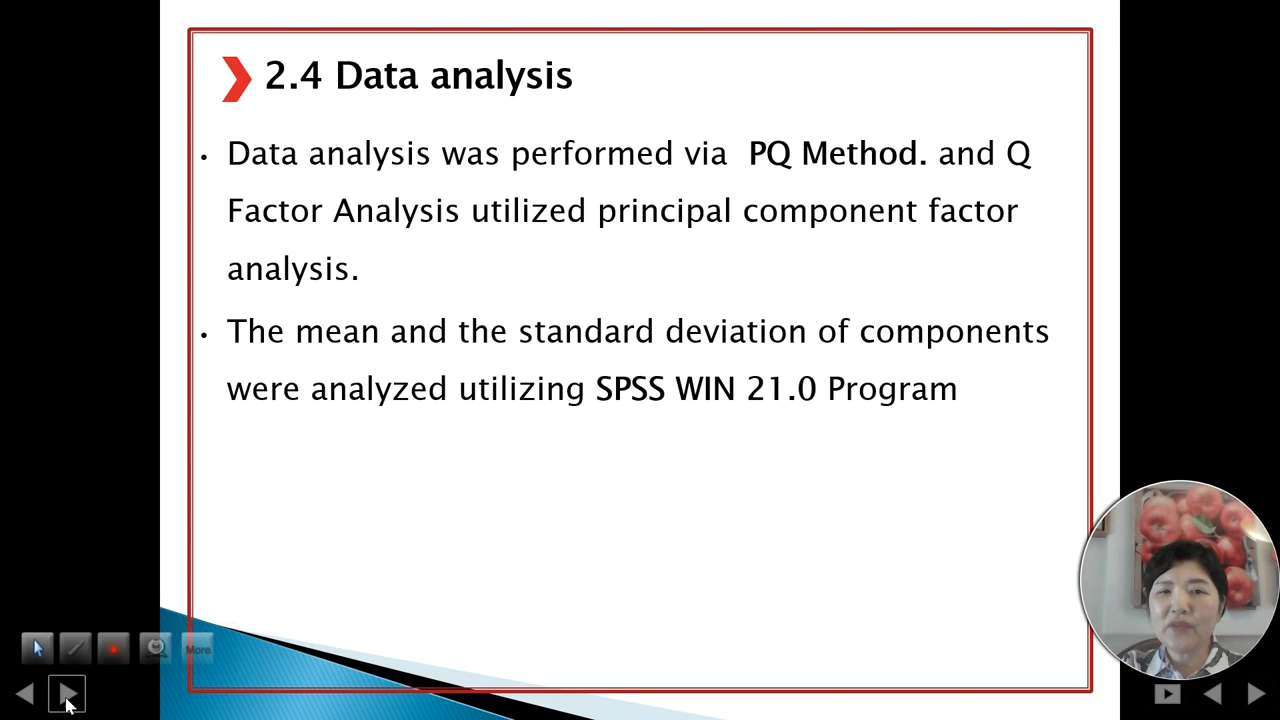 2.4 Data analysis
• Data analysis was performed via PQ Method. and Q
Factor Analysis utilized principal component factor
analysis.
• The mean and the standard deviation of components
were analyzed utilizing SPSS WIN 21.0 Program
More